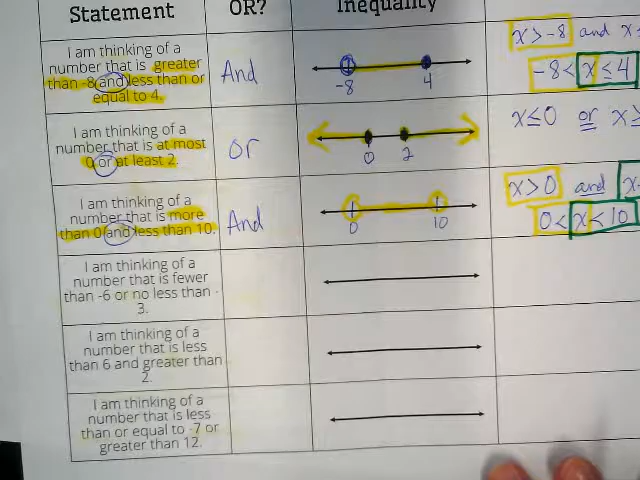 Statement
OR?
Inequality
I am thinking of a
number that is greater
than -8 and less than or
equal to 4.
And
-8 4
x > -8 and x ≤
-8 < x ≤ 4
I am thinking of a
number that is at most
0 or at least 2.
or
0 2
x ≤ 0 or x ≥
I am thinking of a
number that is more
than 0 and less than 10.
And
0 10
x > 0 and x
0 < x < 10
I am thinking of a
number that is fewer
than -6 or no less than -
3.
I am thinking of a
number that is less
than 6 and greater than
2.
I am thinking of a
number that is less
than or equal to -7 or
greater than 12.